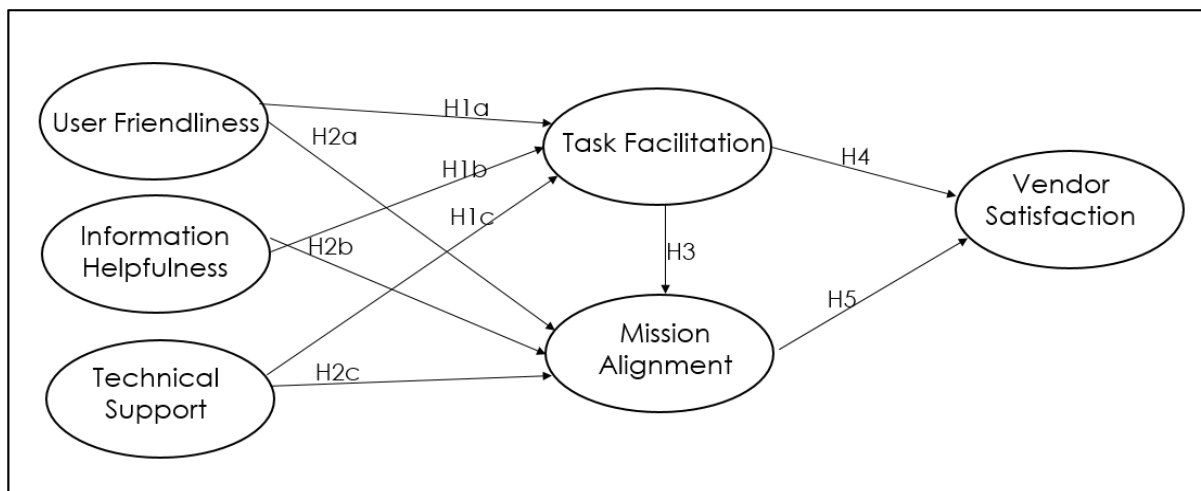 User Friendliness
H1a
H2a
Task Facilitation
H1b
H4
Vendor
Satisfaction
Information
Helpfulness
H1c
H2b
H3
H5
Mission
Alignment
Technical
Support
H2c